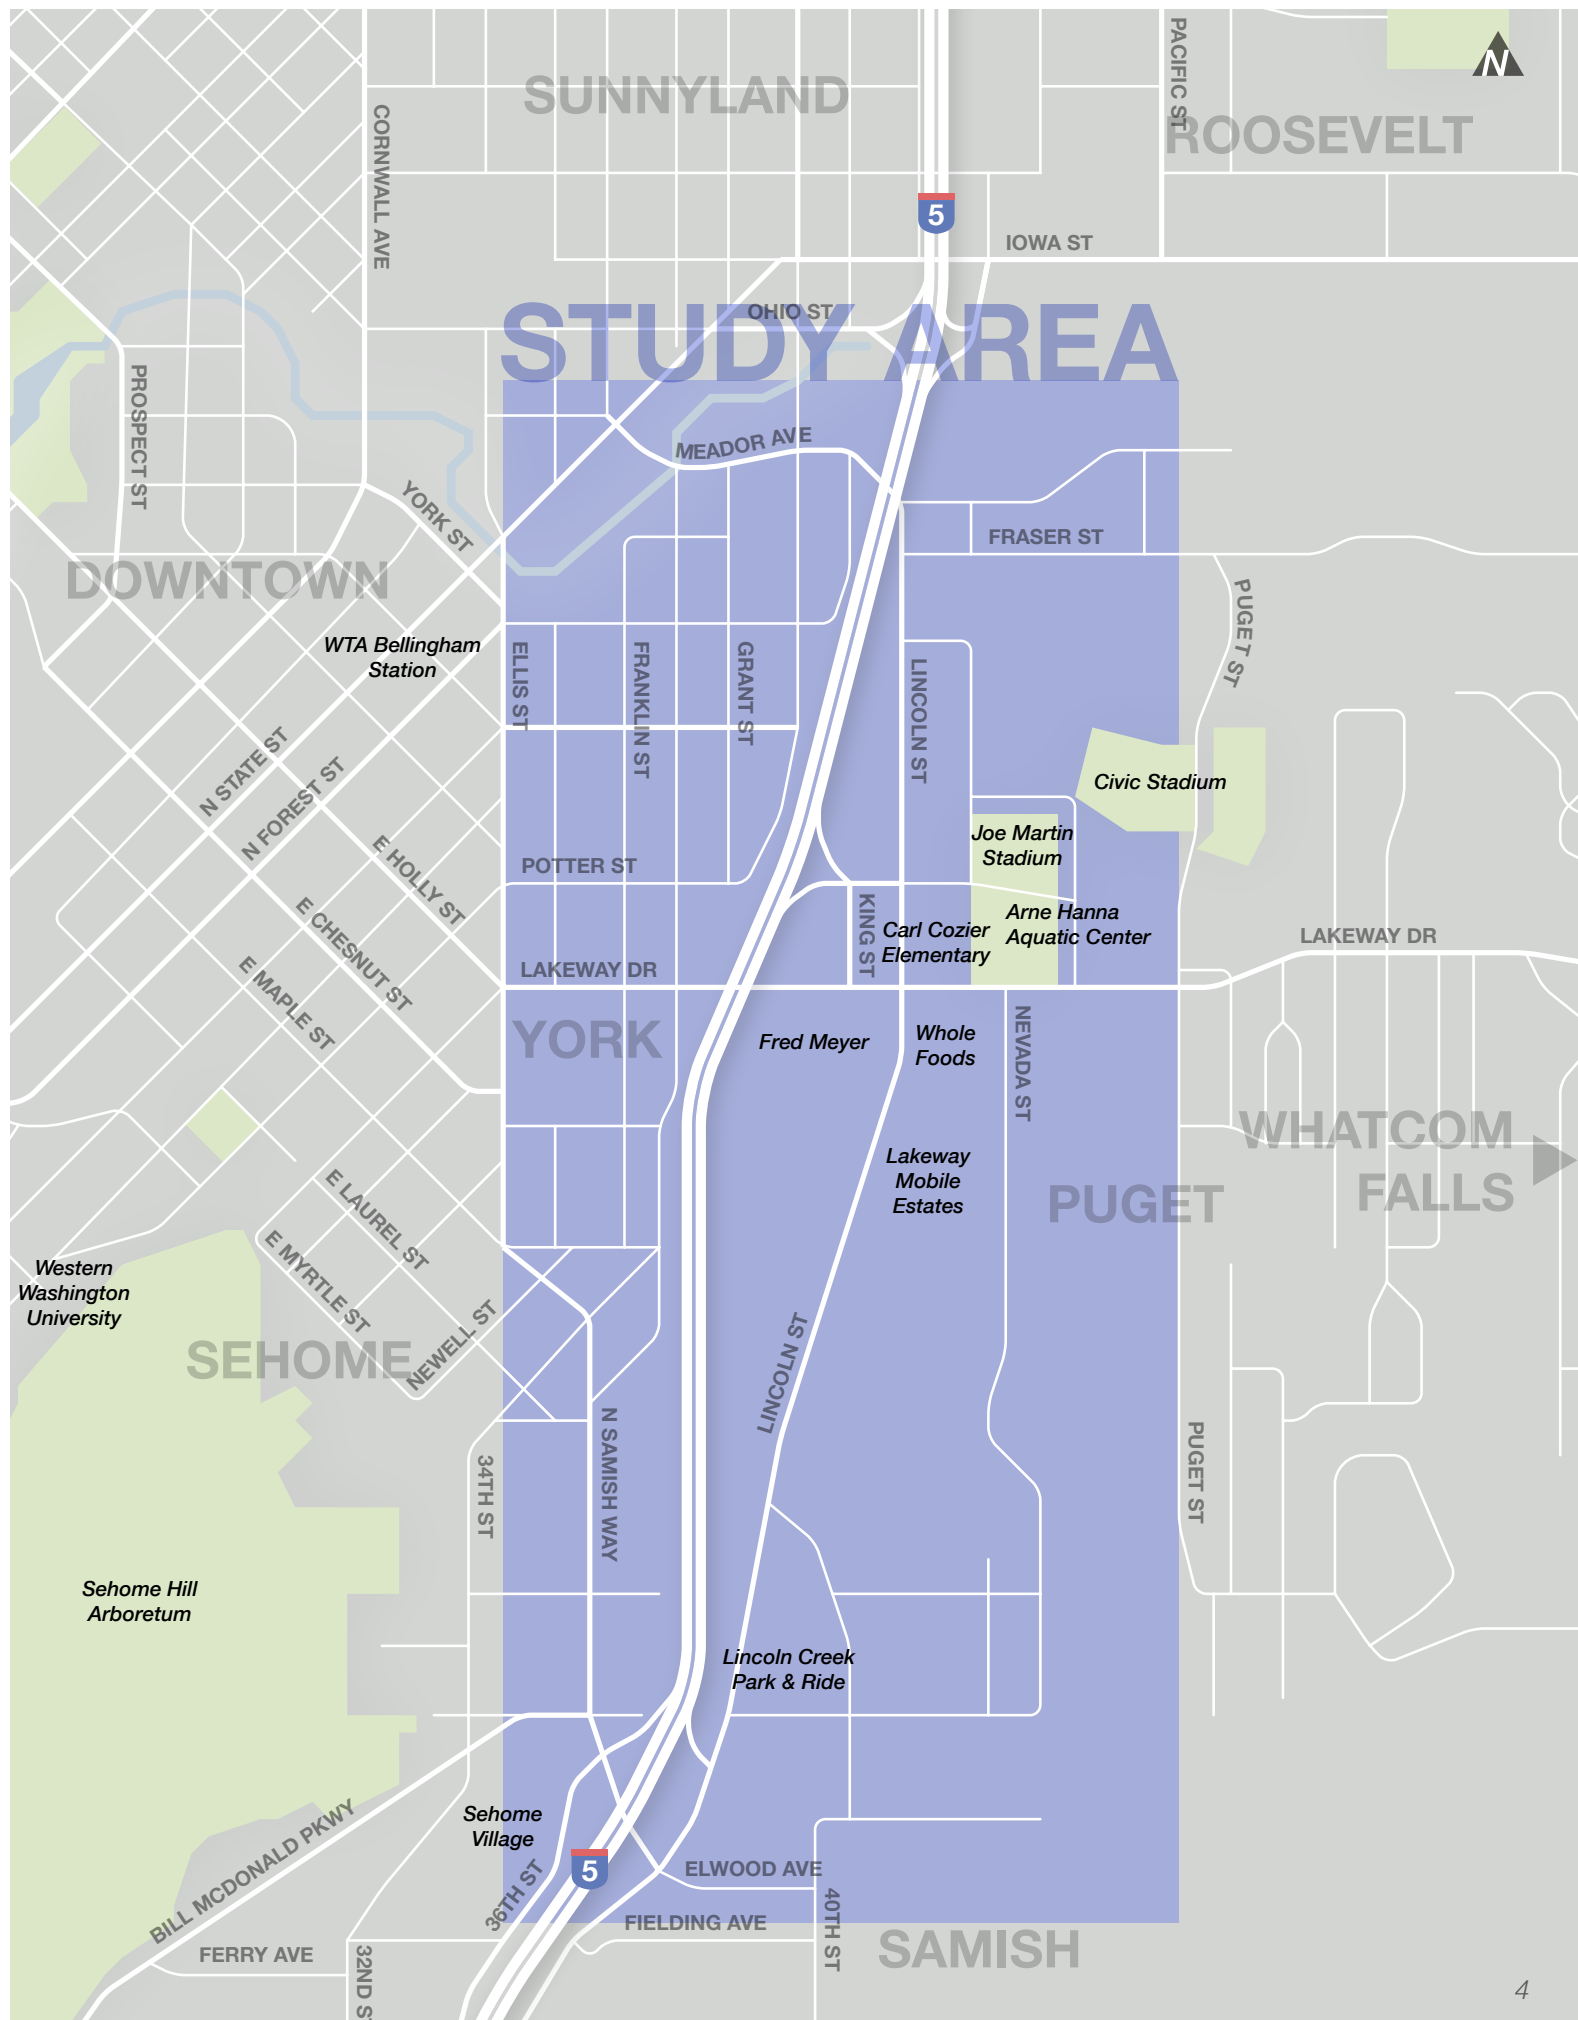 SUNNYLAND
PACIFIC ST
N
ROOSEVELT
CORNWALL AVE
5
IOWA ST
OHIO ST
STUDY AREA
PROSPECT ST
MEADOR AVE
YORK ST
FRASER ST
DOWNTOWN
PUGET ST
WTA Bellingham
Station
ELLIS ST
FRANKLIN ST
GRANT ST
LINCOLN ST
N STATE ST
N FOREST ST
Civic Stadium
Joe Martin
Stadium
E HOLLY ST
POTTER ST
E CHESNUT ST
KING ST
Carl Cozier
Elementary
Arne Hanna
Aquatic Center
LAKEWAY DR
E MAPLE ST
LAKEWAY DR
YORK
Fred Meyer
Whole
Foods
NEVADA ST
WHATCOM
FALLS
Lakeway
Mobile
Estates
PUGET
E LAUREL ST
E MYRTLE ST
Western
Washington
University
SEHOME
NEWELL ST
LINCOLN ST
N SAMISH WAY
34TH ST
PUGET ST
Sehome Hill
Arboretum
Lincoln Creek
Park & Ride
Sehome
Village
BILL MCDONALD PKWY
36TH ST
5
ELWOOD AVE
40TH ST
FIELDING AVE
SAMISH
FERRY AVE
32ND S
4